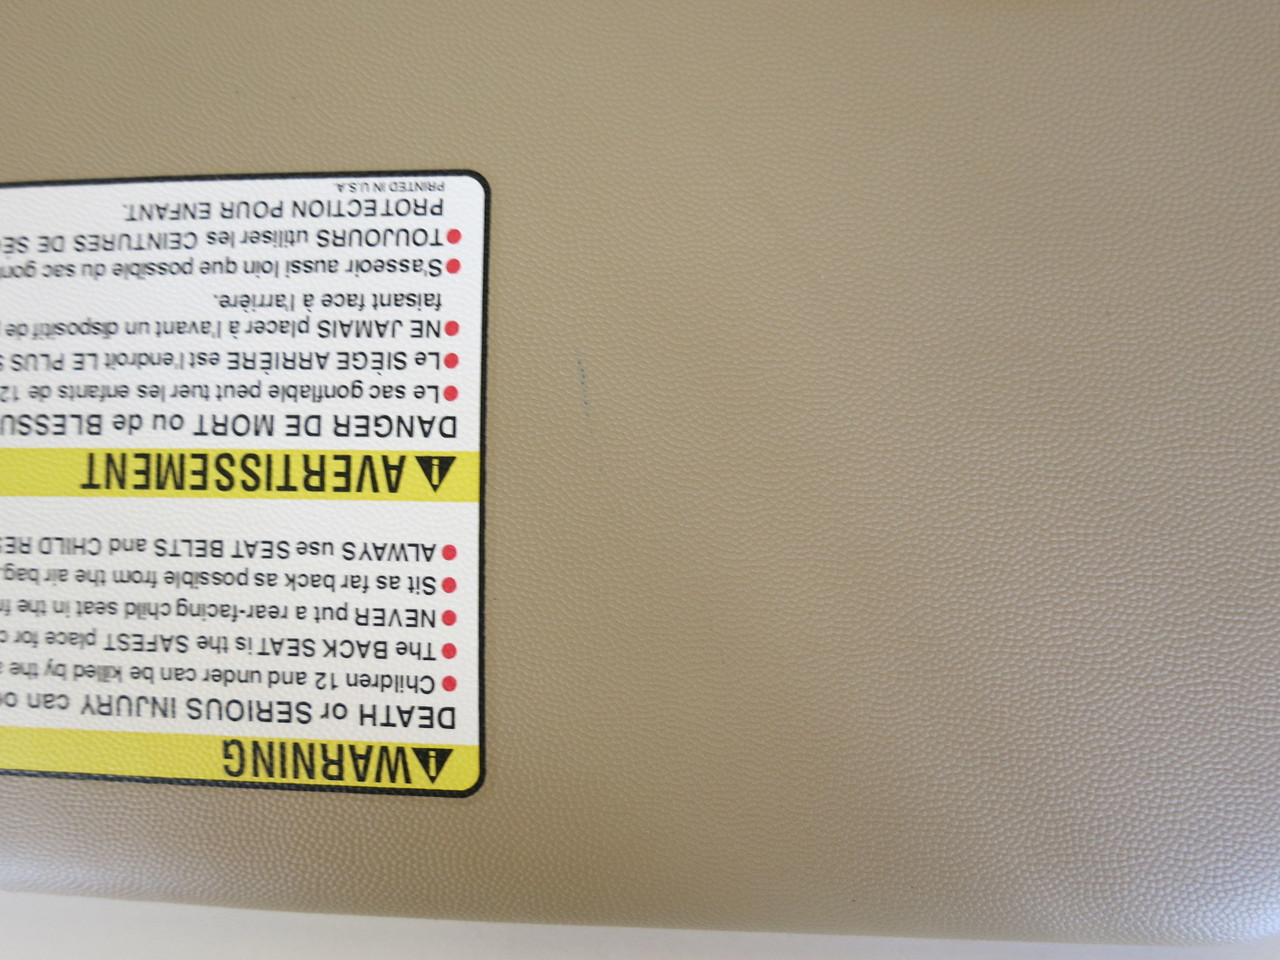 WARNING
DEATH or SERIOUS INJURY can
Children 12 and under can be killed by the
The BACK SEAT is the SAFEST place for
NEVER put a rear-facing child seat in the
Sit as far back as possible from the air bag.
ALWAYS use SEAT BELTS and CHILD
AVERTISSEMENT
DANGER DE MORT ou de
Le sac gonflable peut tuer les enfants de 12
Le SIÈGE ARRIÈRE est l'endroit LE PLUS
NE JAMAIS placer à l'avant un dispositif de
faisant face à l'arrière.
S'asseoir aussi loin que possible du sac
TOUJOURS utiliser les CEINTURES DE
PROTECTION POUR ENFANT.
PRINTED IN U.S.A.